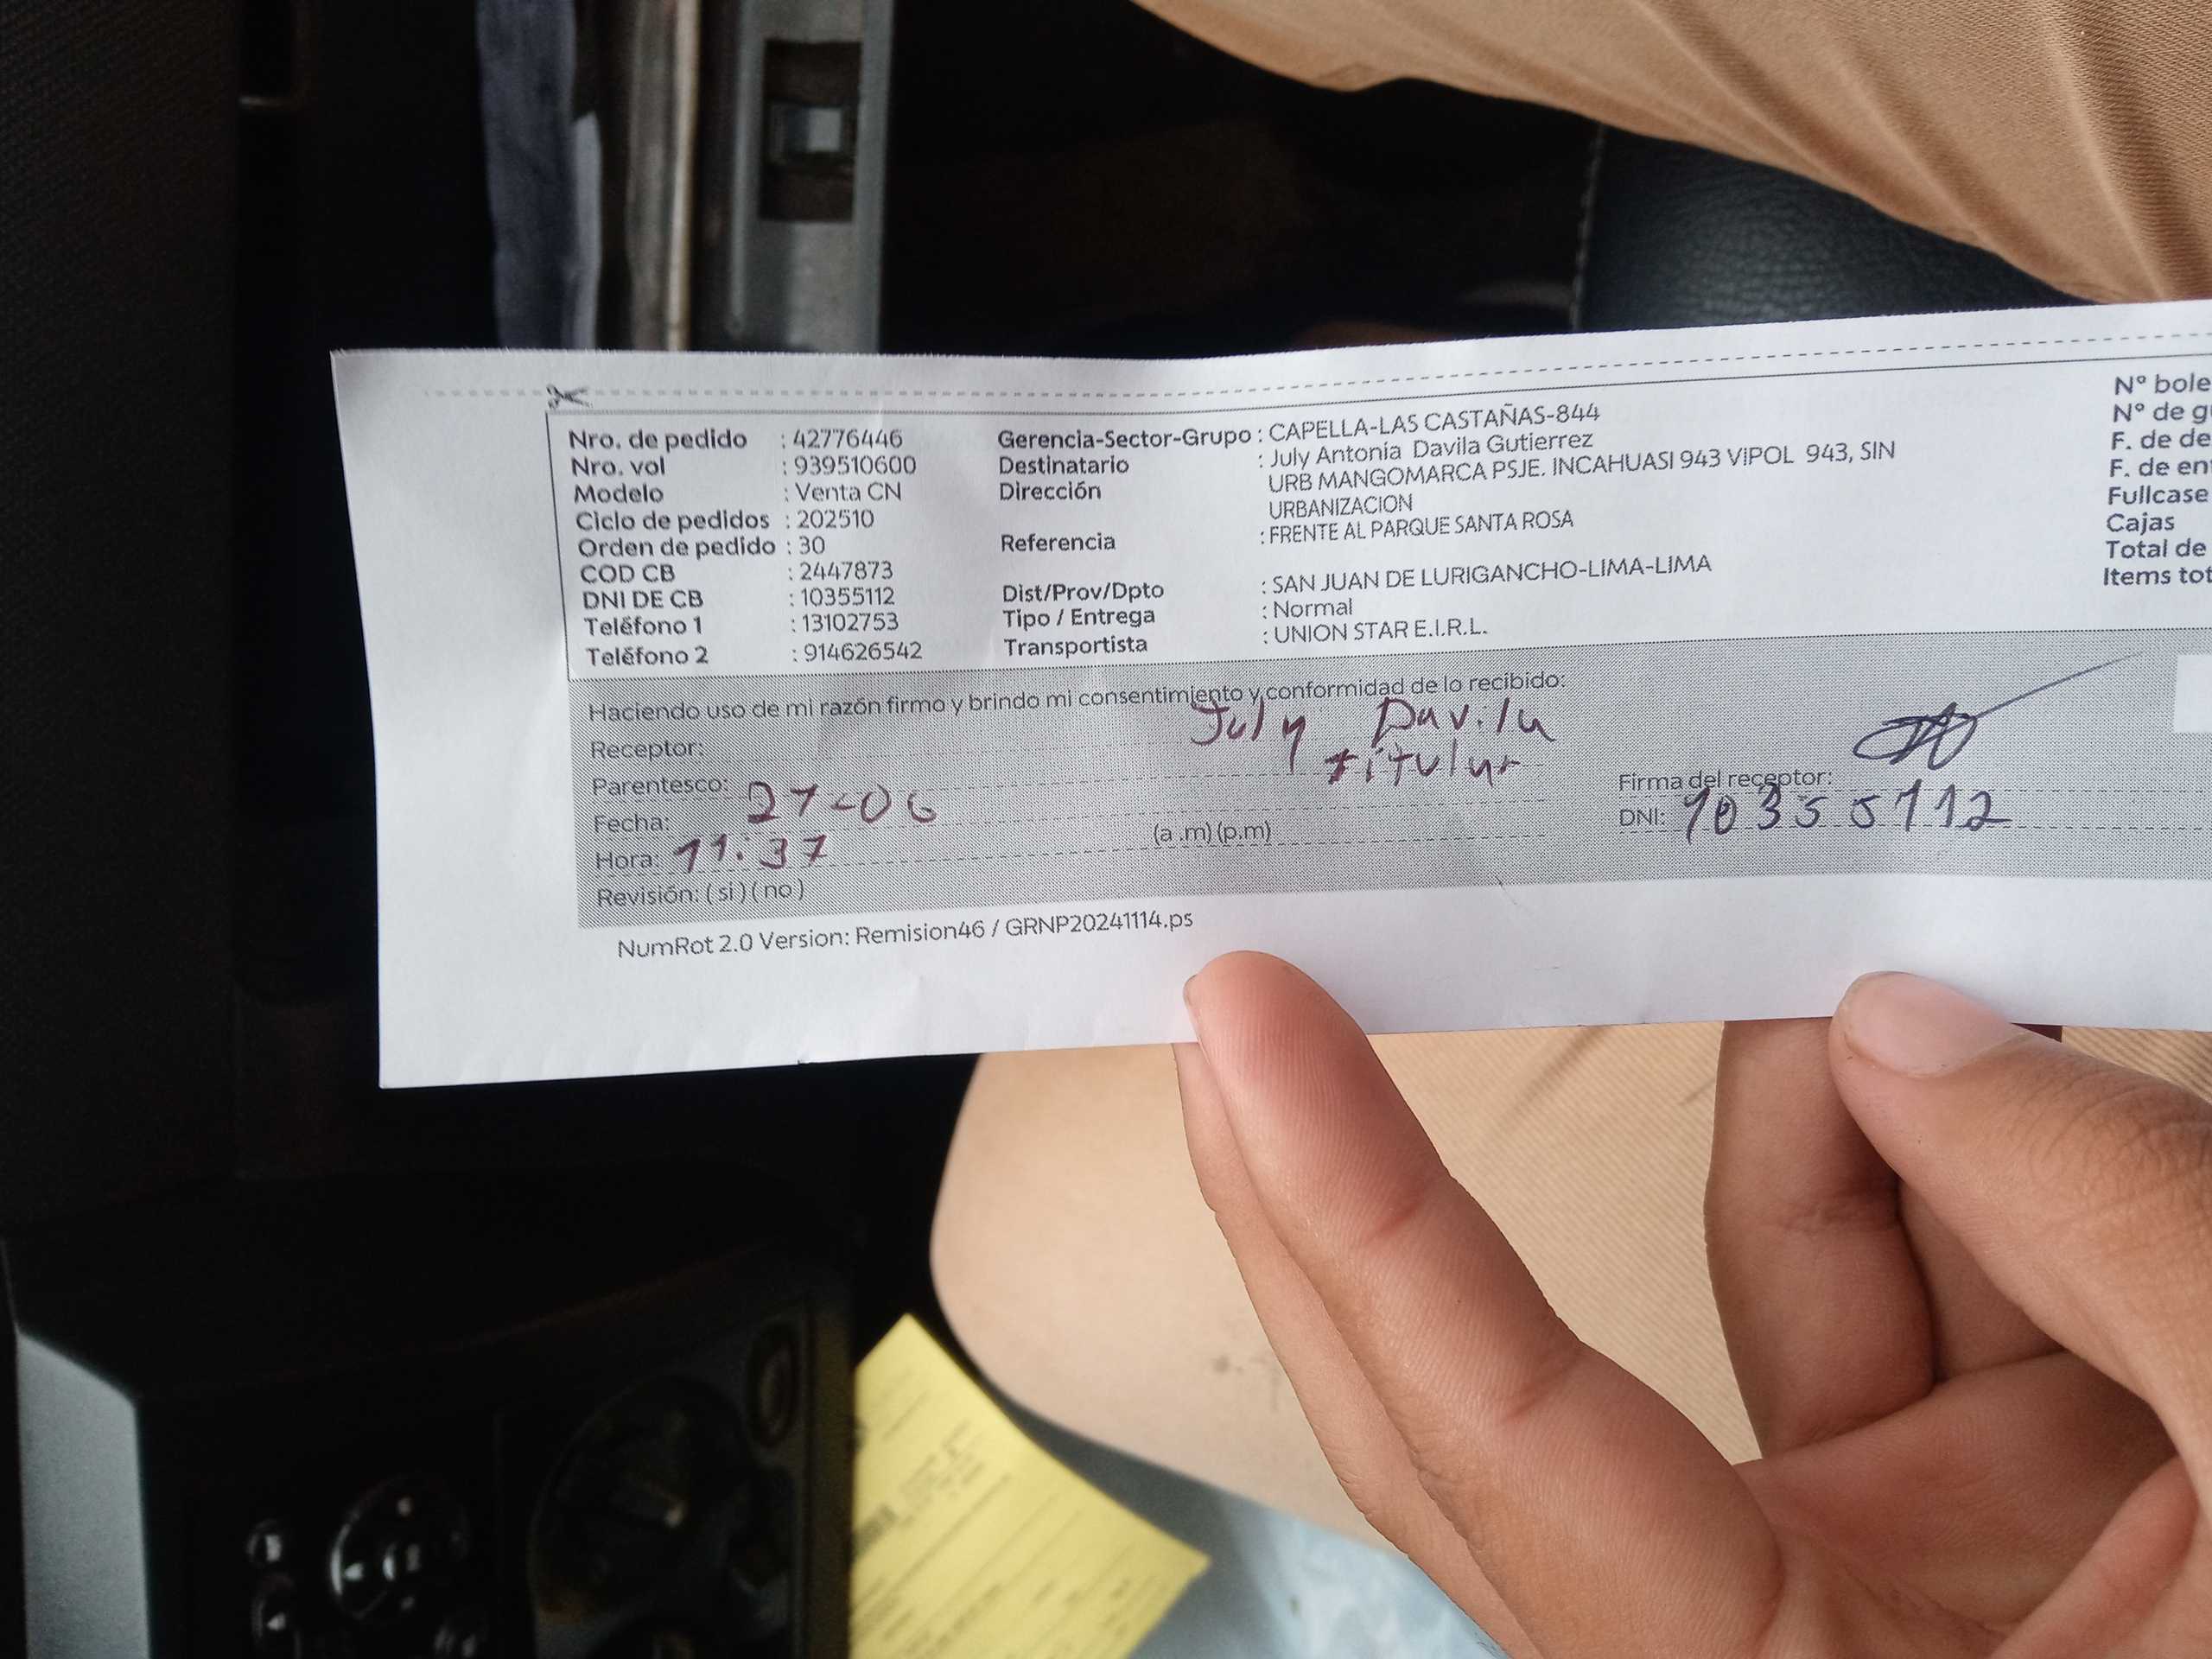 Nro. de pedido : 42776446
Nro. vol : 939510600
Modelo : Venta CN
Ciclo de pedidos : 202510
Orden de pedido : 30
COD CB : 2447873
DNI DE CB : 10355112
Teléfono 1 : 13102753
Teléfono 2 : 914626542
Gerencia-Sector-Grupo : CAPELLA-LAS CASTAÑAS-844
Destinatario : July Antonia Davila Gutierrez
Dirección URB MANGOMARCA PSJE. INCAHUASI 943 VIPOL 943, SIN
URBANIZACION
Referencia : FRENTE AL PARQUE SANTA ROSA
Dist/Prov/Dpto : SAN JUAN DE LURIGANCHO-LIMA-LIMA
Tipo / Entrega : Normal
Transportista : UNION STAR E.I.R.L.
Nº bole
Nº de g
F. de de
F. de en
Fullcase
Cajas
Total de
Items tot
Haciendo uso de mi razón firmo y brindo mi consentimiento y conformidad de lo recibido:
Receptor: July Davila
Parentesco: titular
Fecha: 27-06
Hora: 11:37 (a .m) (p.m)
Revisión: ( si ) ( no )
Firma del receptor:
DNI: 10355112
NumRot 2.0 Version: Remision46 / GRNP20241114.ps